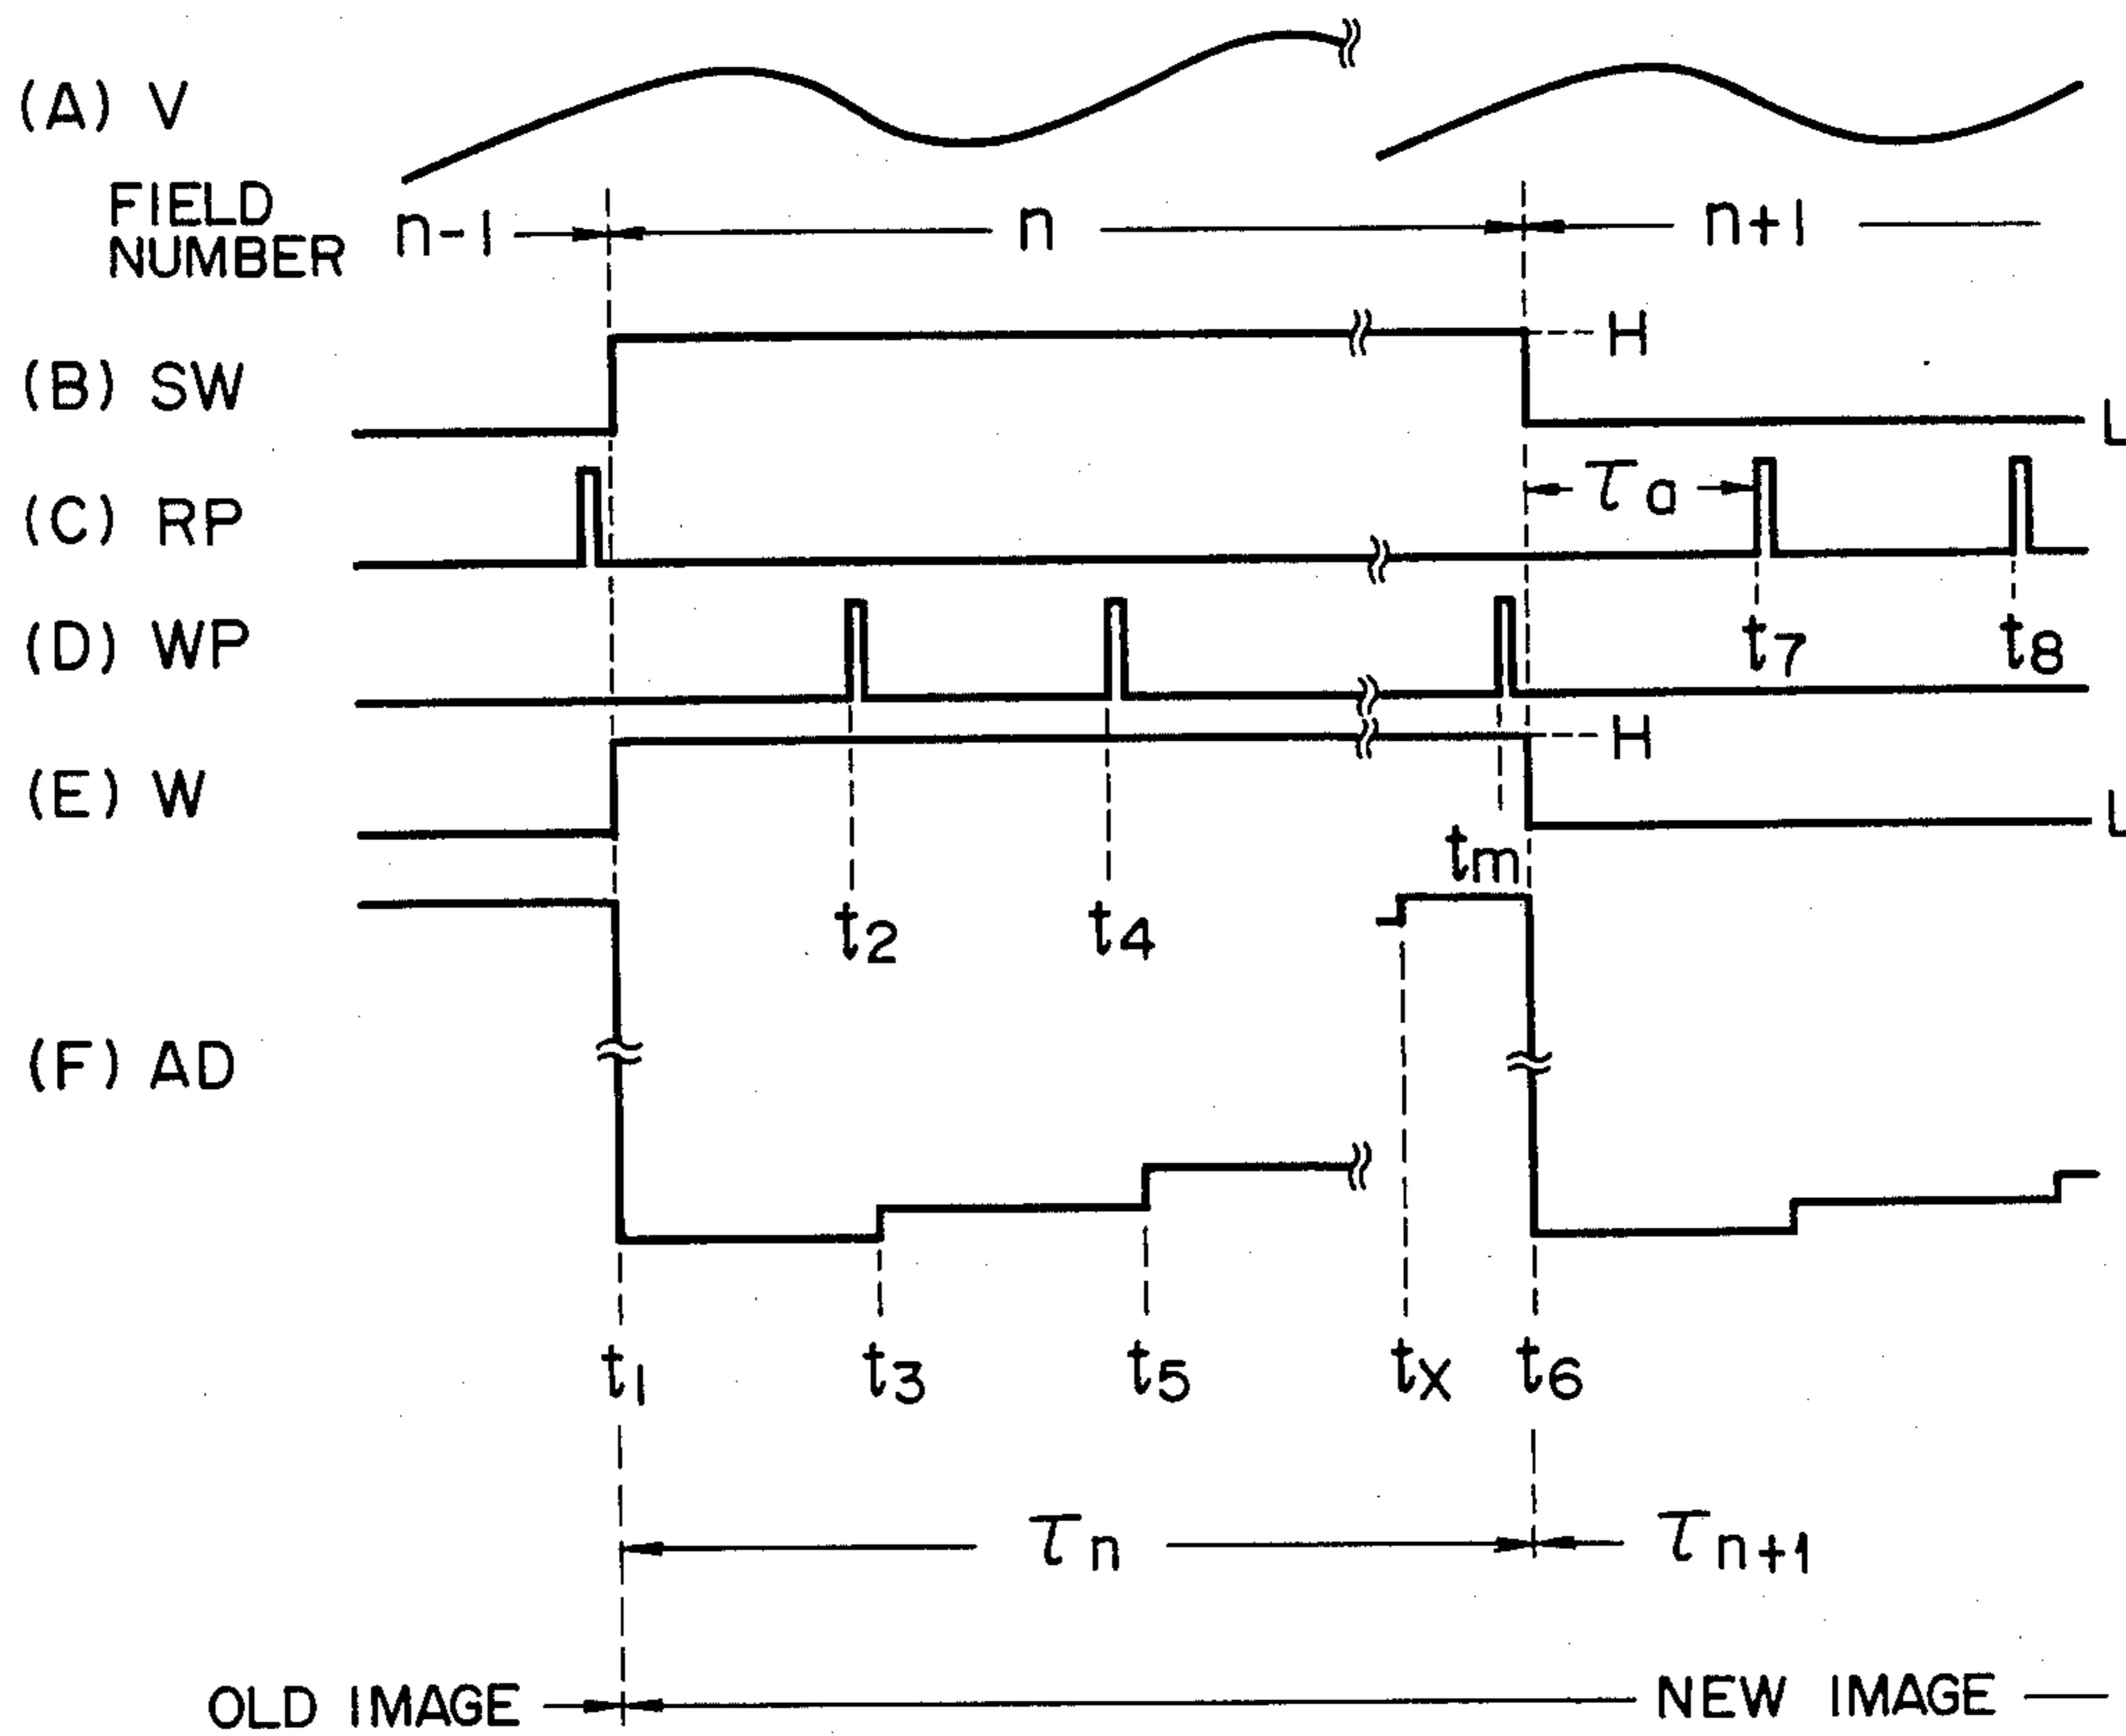 (A) V
FIELD NUMBER n-1 n n+1
(B) SW H L
(C) RP τa
(D) WP t7 t8
(E) W H L
tm
t2 t4
(F) AD
t1 t3 t5 tx t6
τn τn+1
OLD IMAGE NEW IMAGE